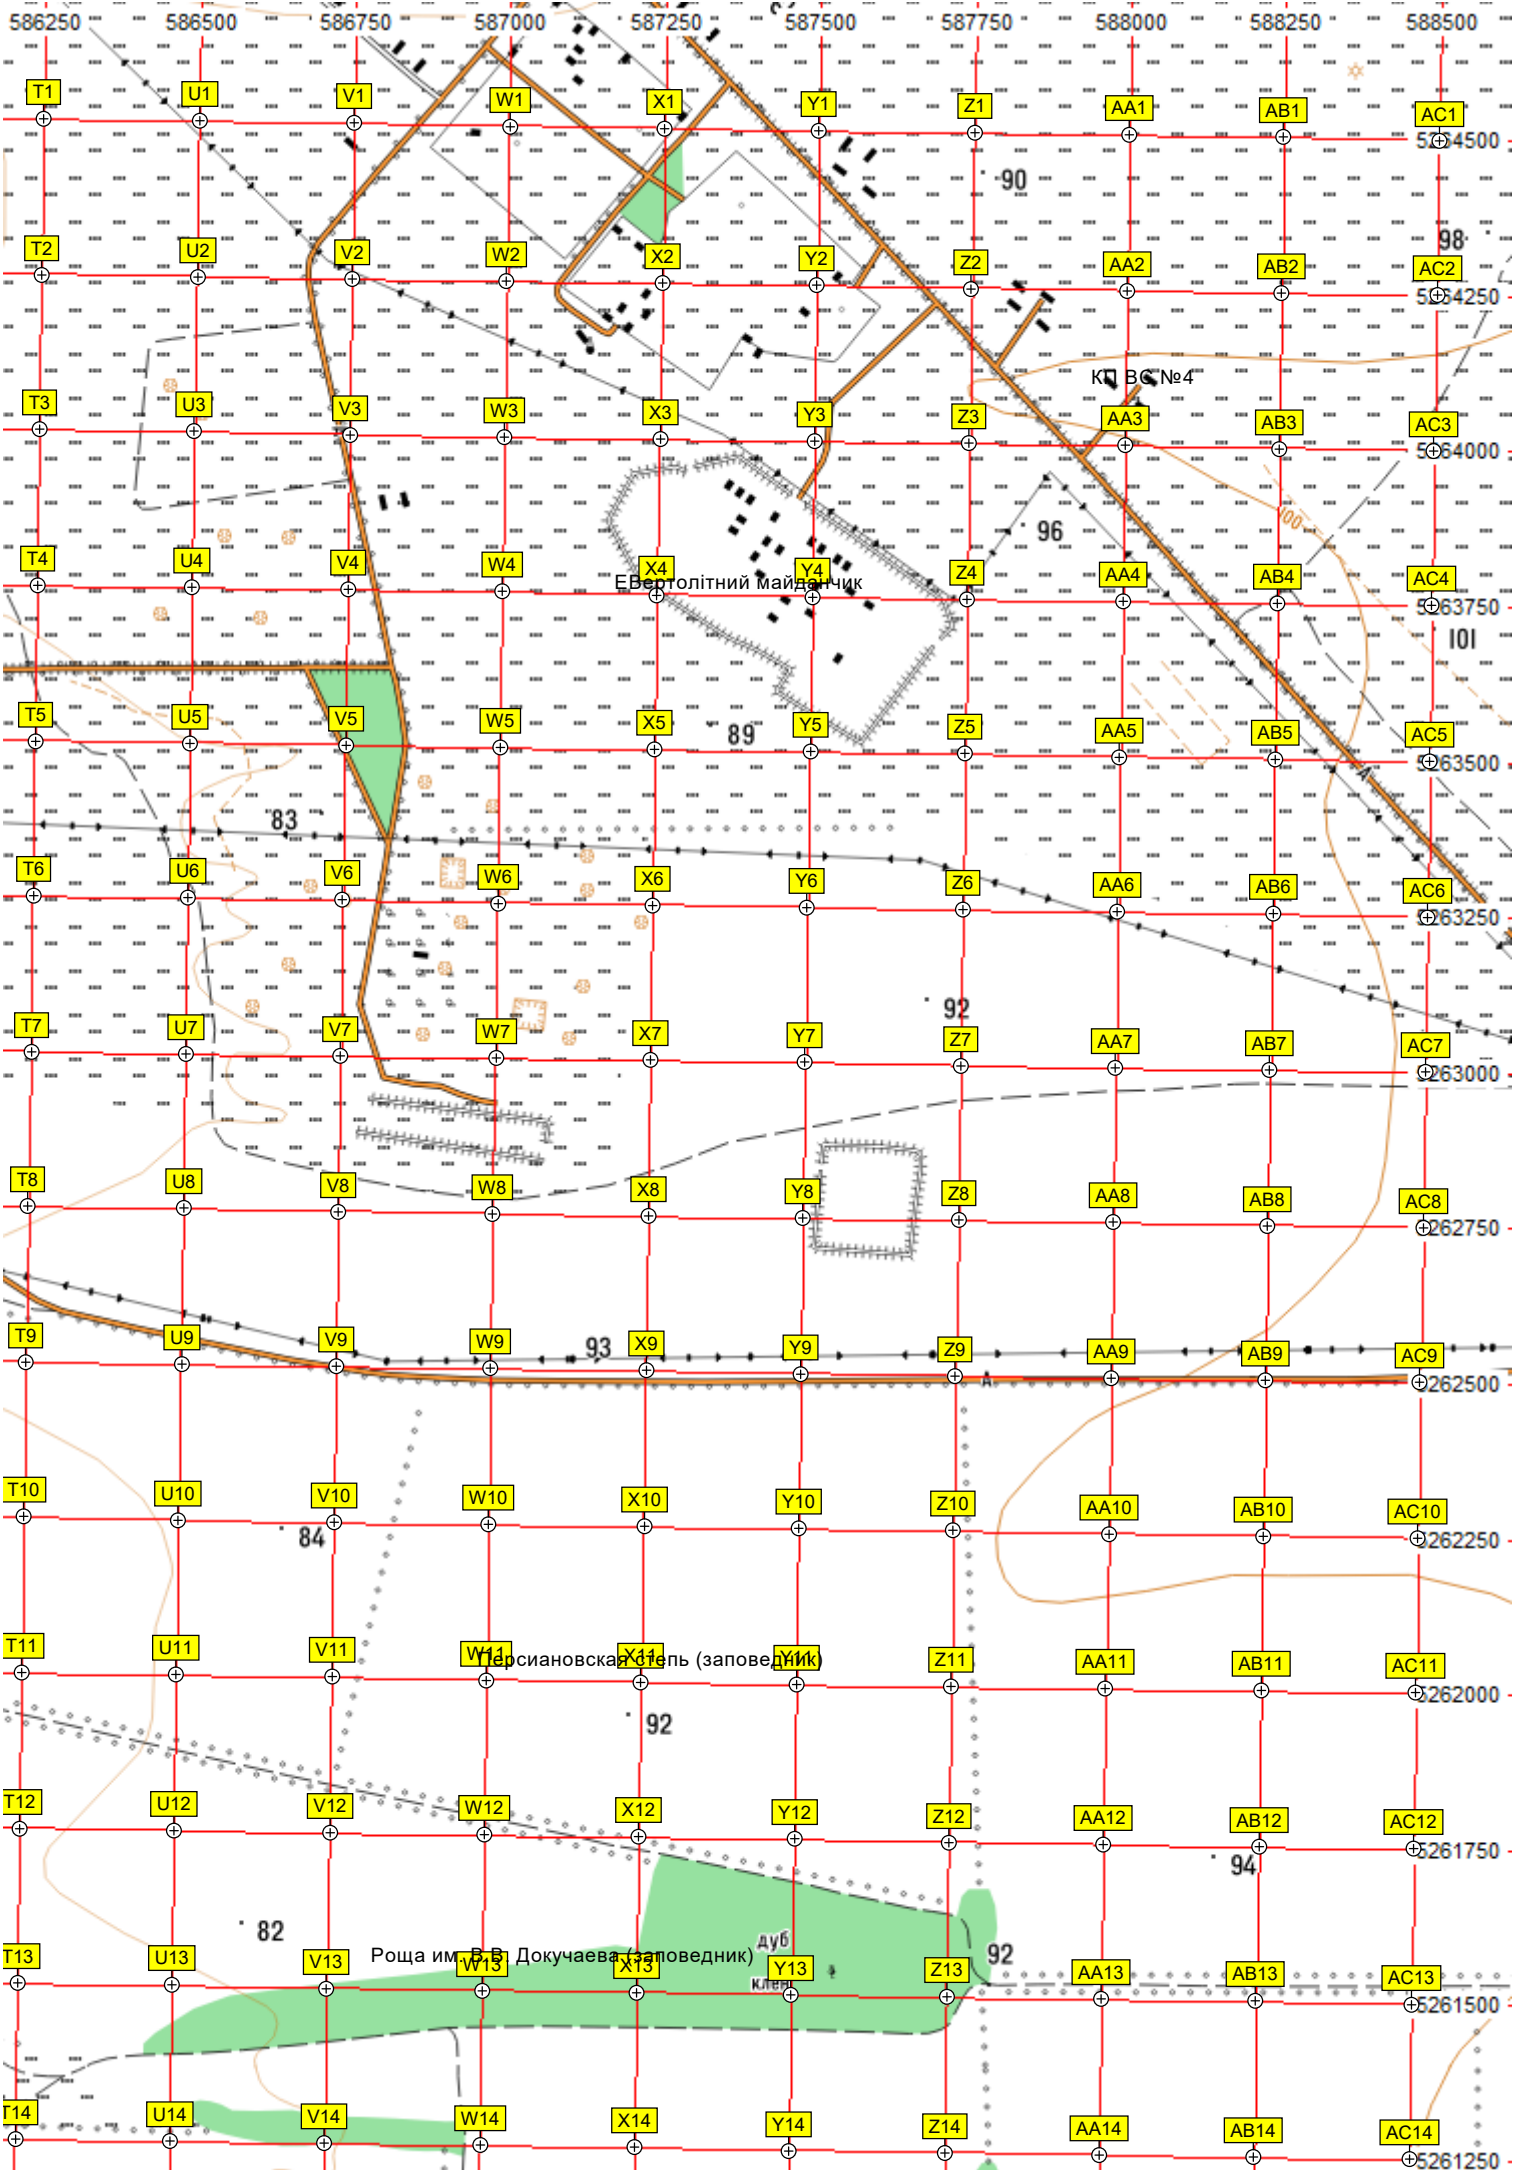 586250 586500 586750 587000 587250 587500 587750 588000 588250 588500
T1 U1 V1 W1 X1 Y1 Z1 AA1 AB1 AC1
5264500
90
98
T2 U2 V2 W2 X2 Y2 Z2 AA2 AB2 AC2
5264250
КП ВС №4
T3 U3 V3 W3 X3 Y3 Z3 AA3 AB3 AC3
5264000
100
96
T4 U4 V4 W4 X4 Y4 Z4 AA4 AB4 AC4
ЕВертолітний майданчик
5263750
101
T5 U5 V5 W5 X5 Y5 Z5 AA5 AB5 AC5
89
5263500
А
83
T6 U6 V6 W6 X6 Y6 Z6 AA6 AB6 AC6
5263250
92
T7 U7 V7 W7 X7 Y7 Z7 AA7 AB7 AC7
5263000
T8 U8 V8 W8 X8 Y8 Z8 AA8 AB8 AC8
5262750
T9 U9 V9 W9 X9 Y9 Z9 AA9 AB9 AC9
93
А
5262500
T10 U10 V10 W10 X10 Y10 Z10 AA10 AB10 AC10
84
5262250
T11 U11 V11 W11 X11 Y11 Z11 AA11 AB11 AC11
Персиановская степь (заповедник)
5262000
92
T12 U12 V12 W12 X12 Y12 Z12 AA12 AB12 AC12
5261750
94
82
дуб
92
Роща им. В.В. Докучаева (заповедник)
T13 U13 V13 W13 X13 Y13 Z13 AA13 AB13 AC13
клен
5261500
T14 U14 V14 W14 X14 Y14 Z14 AA14 AB14 AC14
5261250